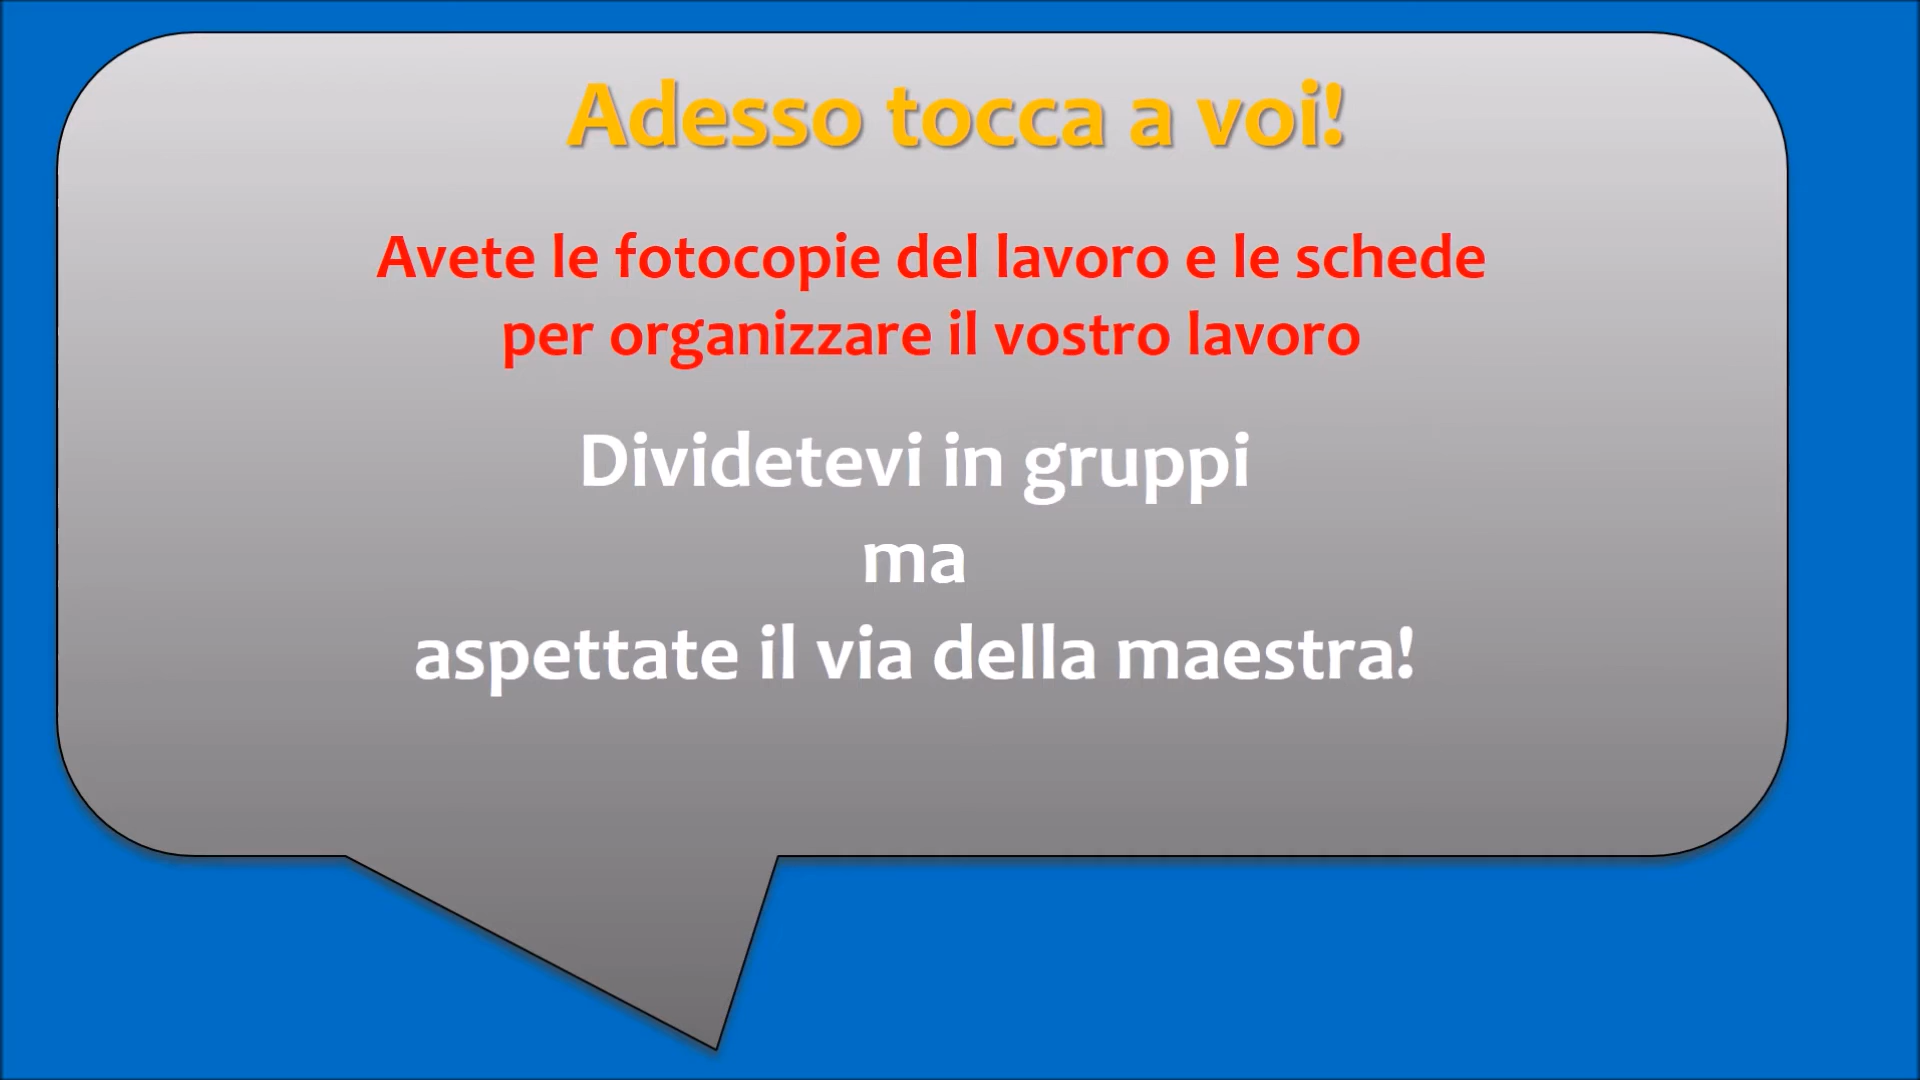 Adesso tocca a voi!
Avete le fotocopie del lavoro e le schede
per organizzare il vostro lavoro
Dividetevi in gruppi
ma
aspettate il via della maestra!